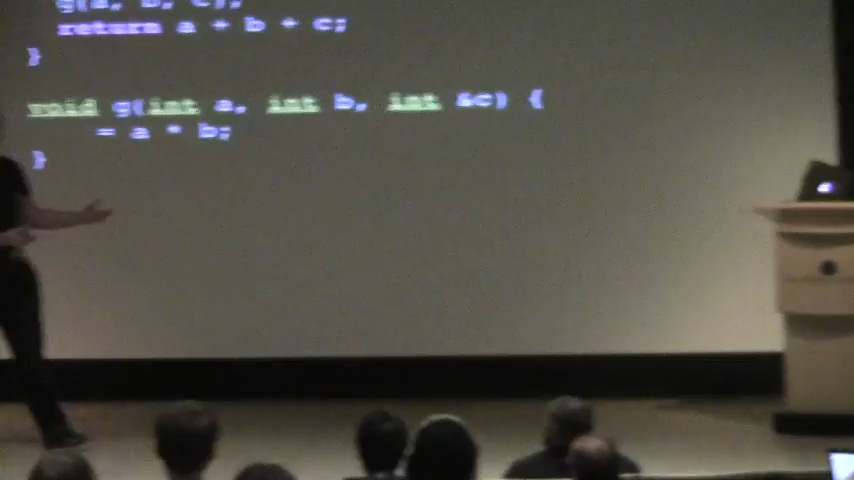 g(a, b, c);
return a + b + c;
}
void g(int a, int b, int &c) {
= a * b;
}